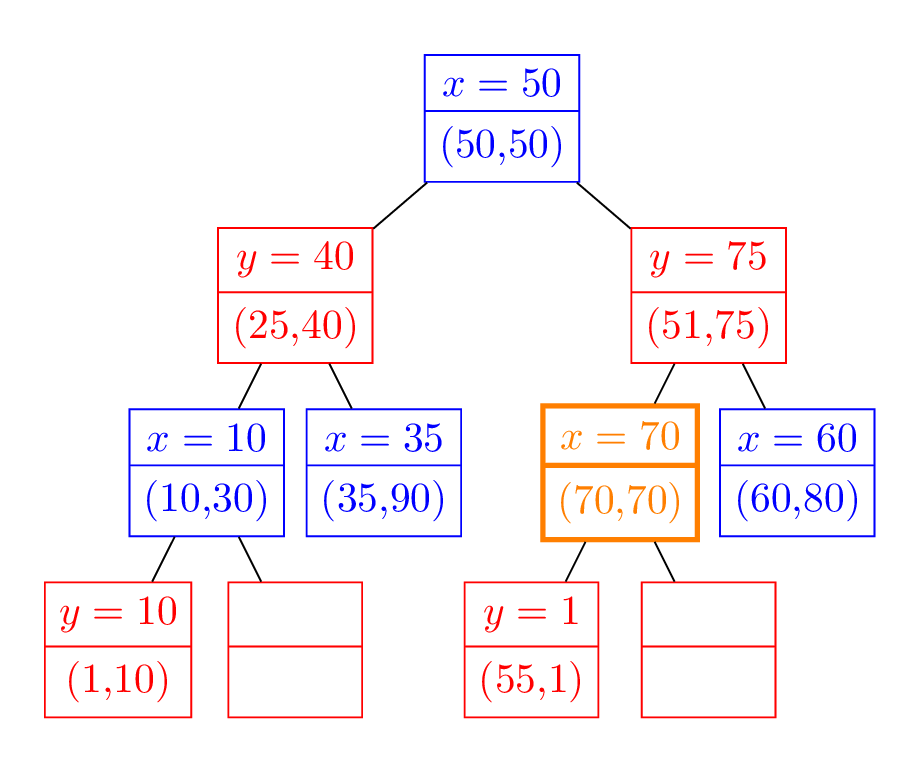 x = 50
(50,50)
y = 40
(25,40)
y = 75
(51,75)
x = 10
(10,30)
x = 35
(35,90)
x = 70
(70,70)
x = 60
(60,80)
y = 10
(1,10)
y = 1
(55,1)